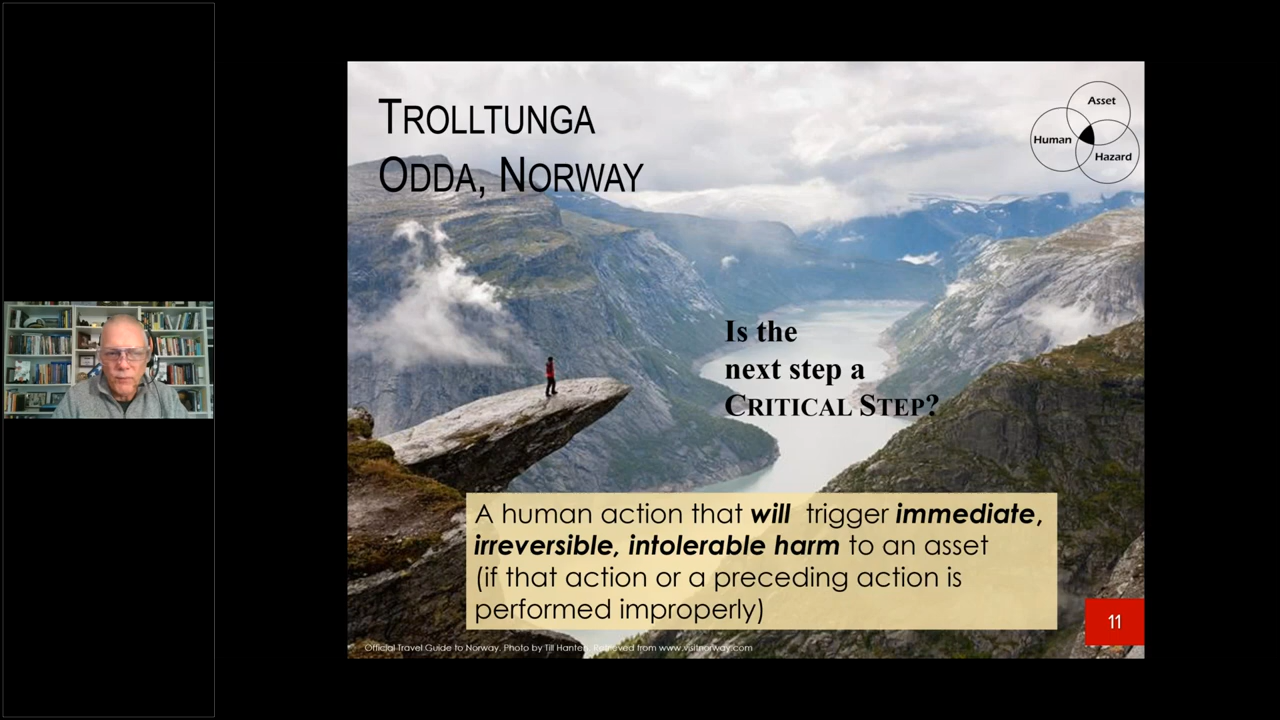 TROLLTUNGA
ODDA, NORWAY
Asset
Human
Hazard
Is the
next step a
CRITICAL STEP?
A human action that will trigger immediate,
irreversible, intolerable harm to an asset
(if that action or a preceding action is
performed improperly)
11
Official Travel Guide to Norway. Photo by Till Hanten. Retrieved from www.visitnorway.com